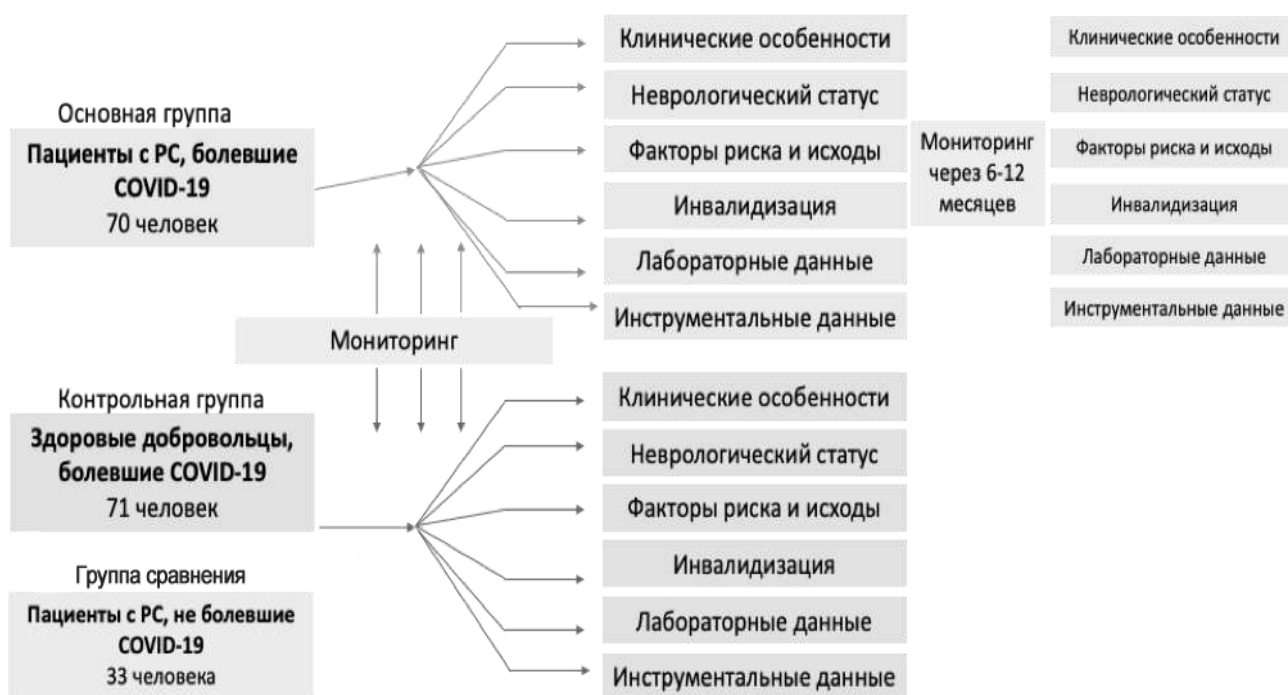 Основная группа
Пациенты с РС, болевшие
COVID-19
70 человек
Клинические особенности
Неврологический статус
Факторы риска и исходы
Инвалидизация
Лабораторные данные
Инструментальные данные
Мониторинг
через 6-12
месяцев
Клинические особенности
Неврологический статус
Факторы риска и исходы
Инвалидизация
Лабораторные данные
Инструментальные данные
Мониторинг
Контрольная группа
Здоровые добровольцы,
болевшие COVID-19
71 человек
Клинические особенности
Неврологический статус
Факторы риска и исходы
Инвалидизация
Лабораторные данные
Инструментальные данные
Группа сравнения
Пациенты с РС, не болевшие
COVID-19
33 человека